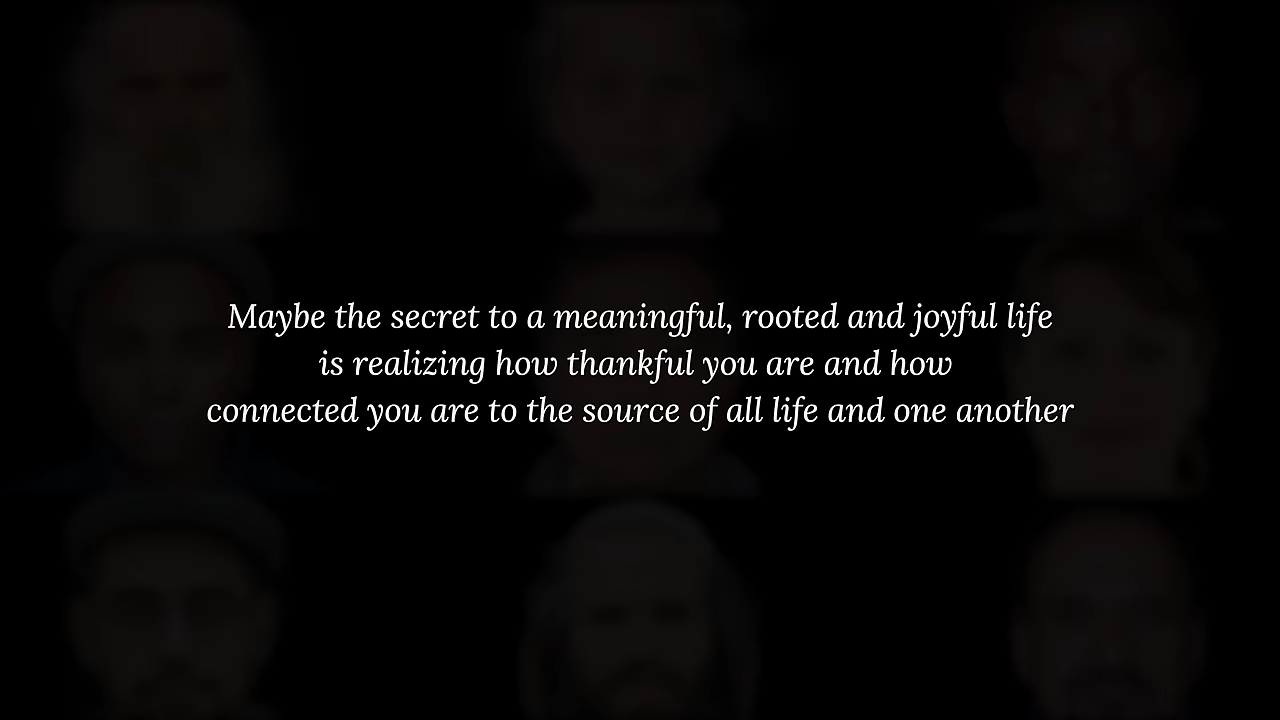 Maybe the secret to a meaningful, rooted and joyful life
is realizing how thankful you are and how
connected you are to the source of all life and one another